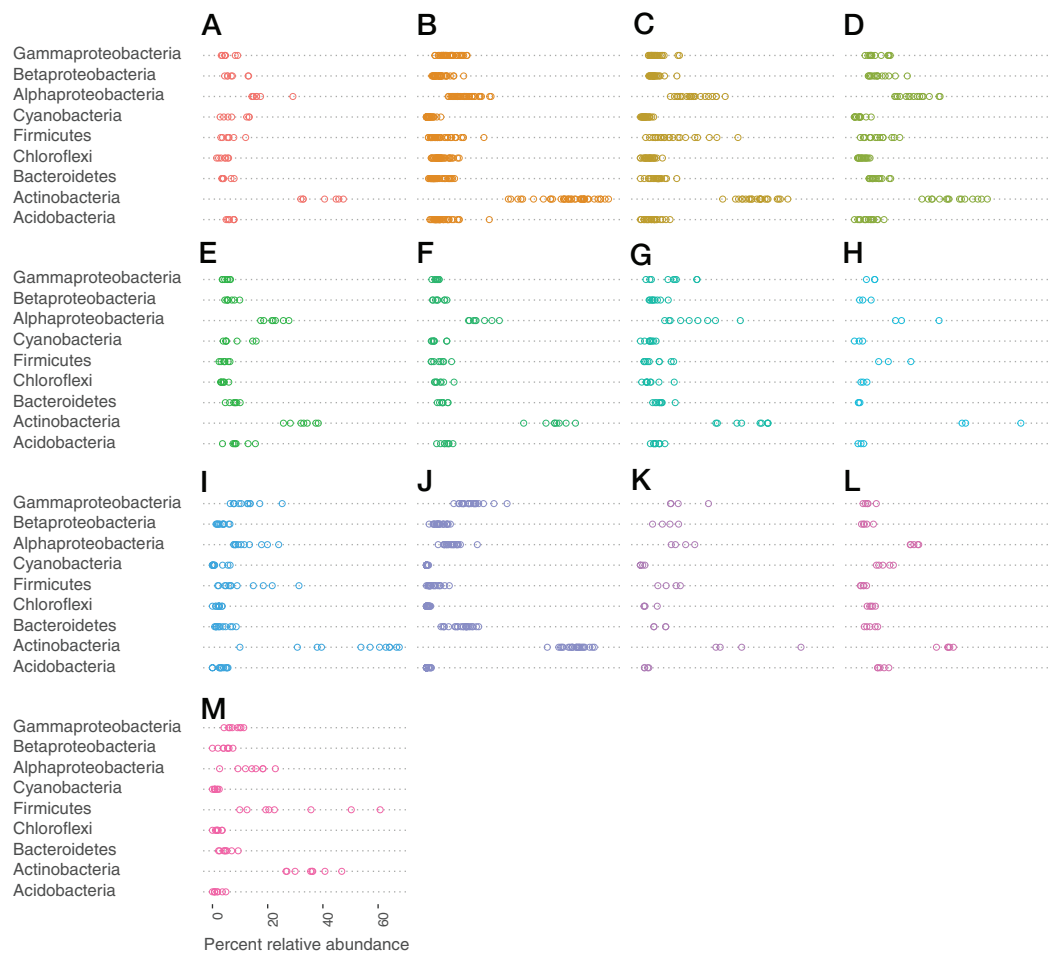 A B C D
Gammaproteobacteria
Betaproteobacteria
Alphaproteobacteria
Cyanobacteria
Firmicutes
Chloroflexi
Bacteroidetes
Actinobacteria
Acidobacteria
E F G H
Gammaproteobacteria
Betaproteobacteria
Alphaproteobacteria
Cyanobacteria
Firmicutes
Chloroflexi
Bacteroidetes
Actinobacteria
Acidobacteria
I J K L
Gammaproteobacteria
Betaproteobacteria
Alphaproteobacteria
Cyanobacteria
Firmicutes
Chloroflexi
Bacteroidetes
Actinobacteria
Acidobacteria
M
Gammaproteobacteria
Betaproteobacteria
Alphaproteobacteria
Cyanobacteria
Firmicutes
Chloroflexi
Bacteroidetes
Actinobacteria
Acidobacteria
0 20 40 60
Percent relative abundance